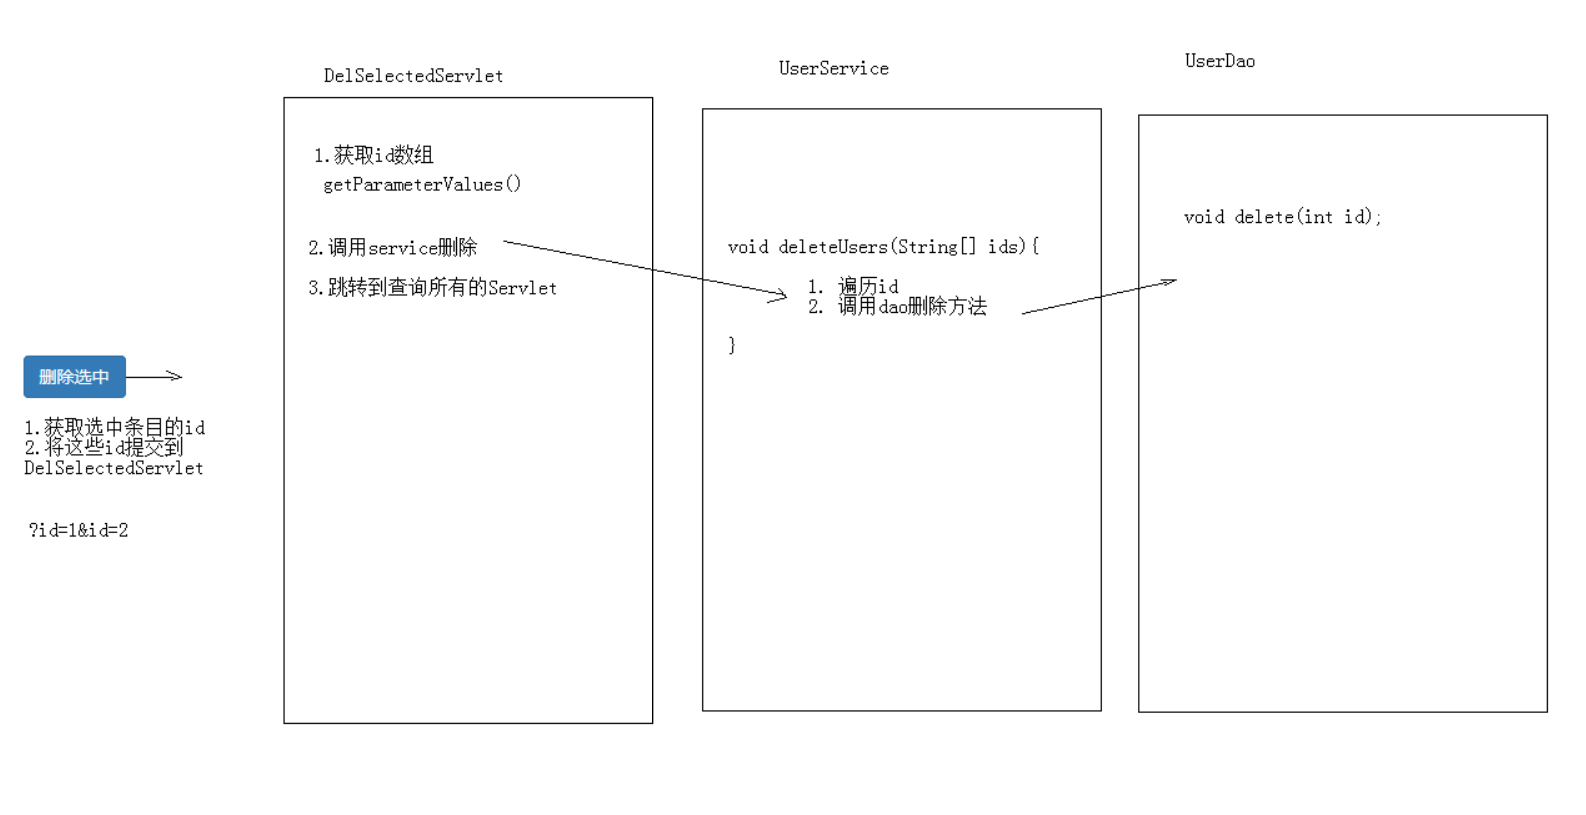 DelSelectedServlet
1.获取id数组
getParameterValues()
2.调用service删除
3.跳转到查询所有的Servlet
UserService
void deleteUsers(String[] ids){
1. 遍历id
2. 调用dao删除方法
}
UserDao
void delete(int id);
删除选中
1.获取选中条目的id
2.将这些id提交到
DelSelectedServlet
?id=1&id=2